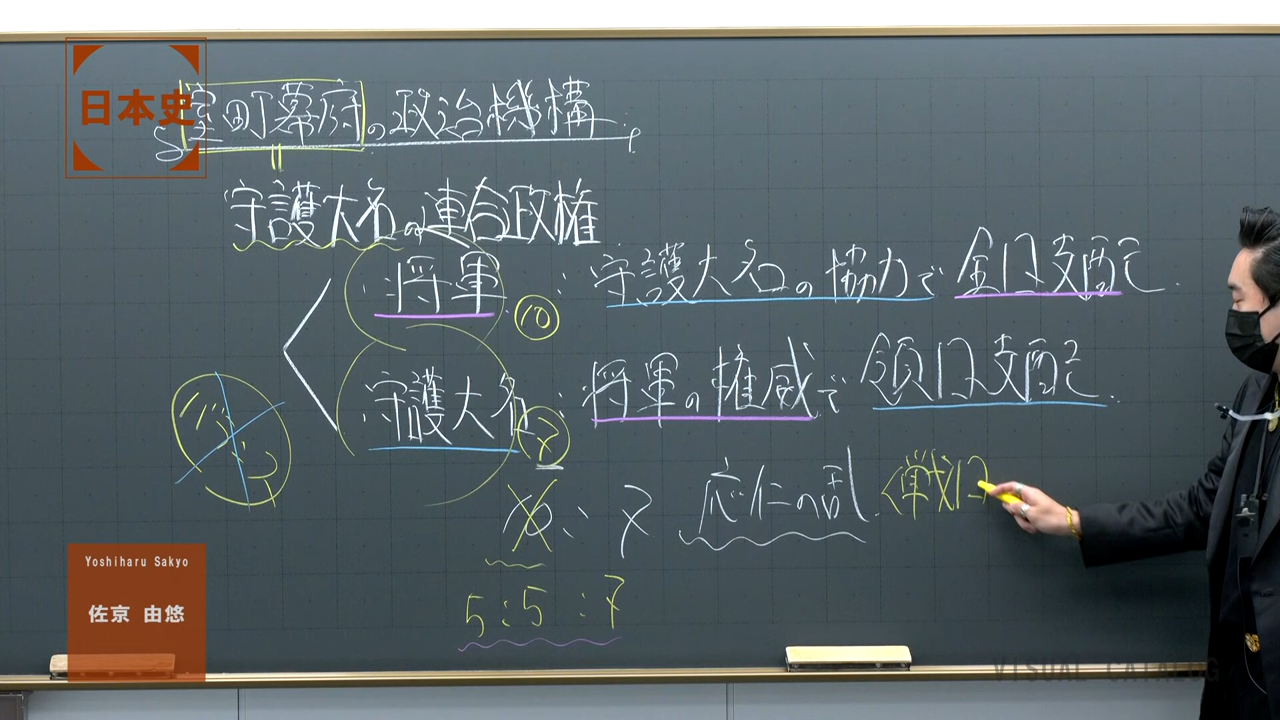 日本史
室町幕府の政治機構
守護大名の連合政権
将軍 : 守護大名の協力で全国支配
⑩
守護大名 : 将軍の権威で領国支配
⑦
10 : 7 応仁の乱 <戦国
5:5:7
Yoshiharu Sakyo
佐京 由悠
VISUAL CATALOG